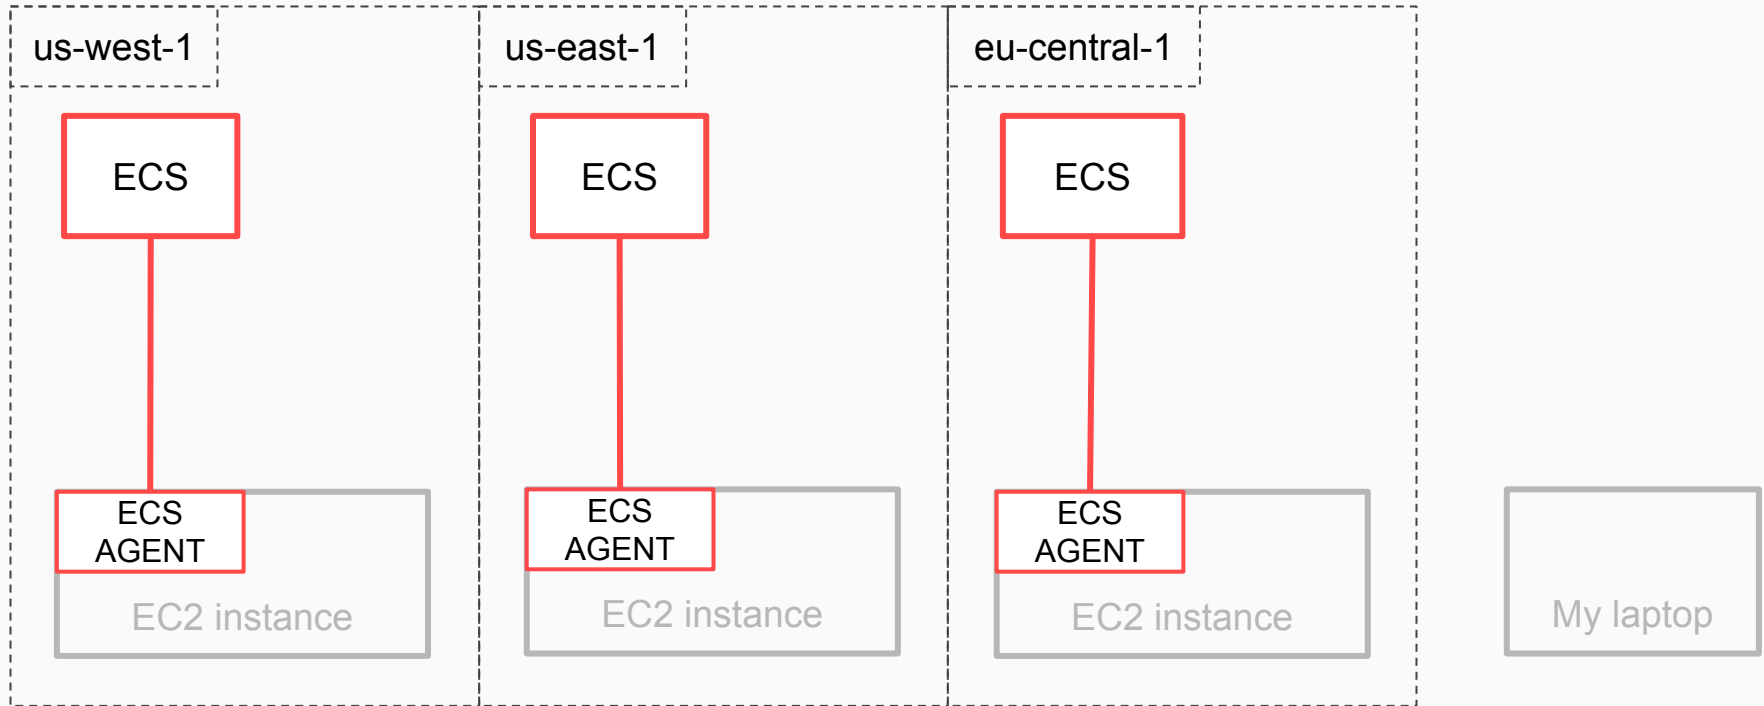 us-west-1
us-east-1
eu-central-1
ECS
ECS
ECS
ECS
AGENT
EC2 instance
ECS
AGENT
EC2 instance
ECS
AGENT
EC2 instance
My laptop